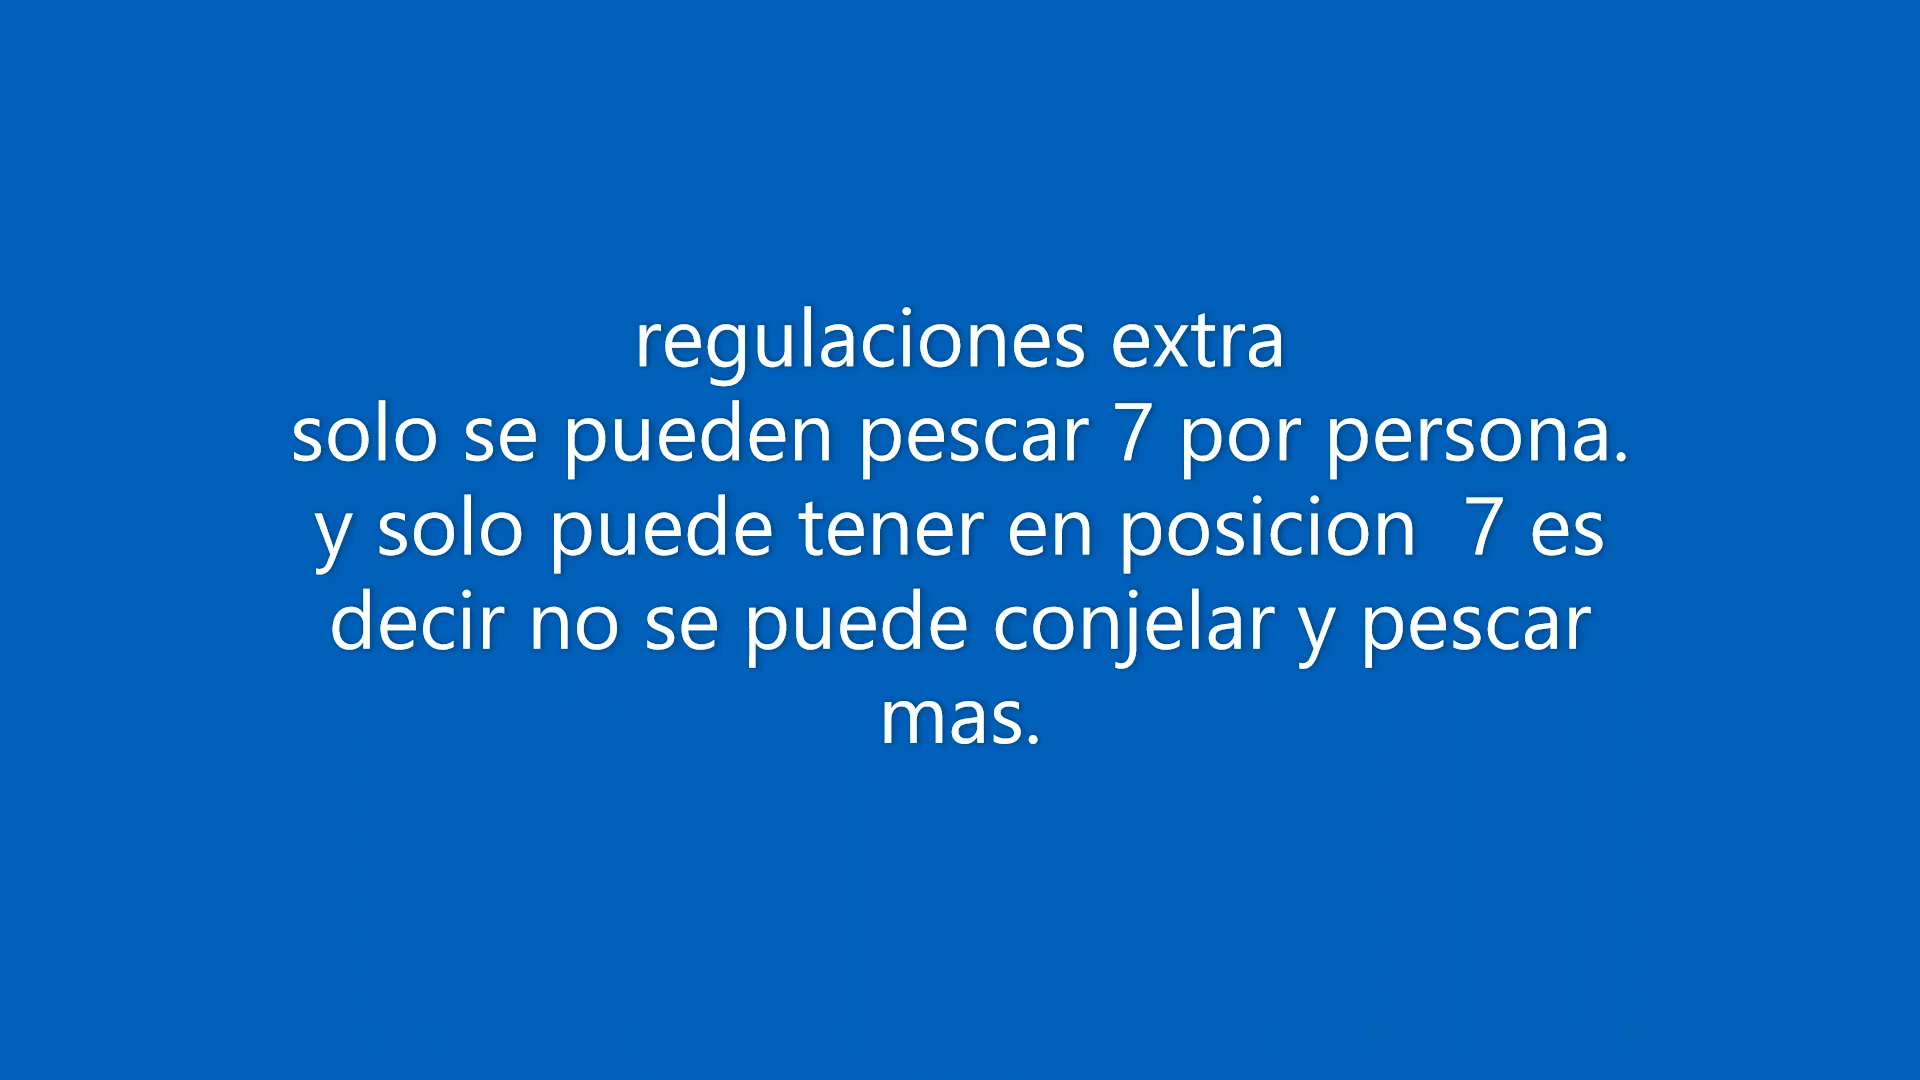 regulaciones extra
solo se pueden pescar 7 por persona.
y solo puede tener en posicion  7 es
decir no se puede conjelar y pescar
mas.